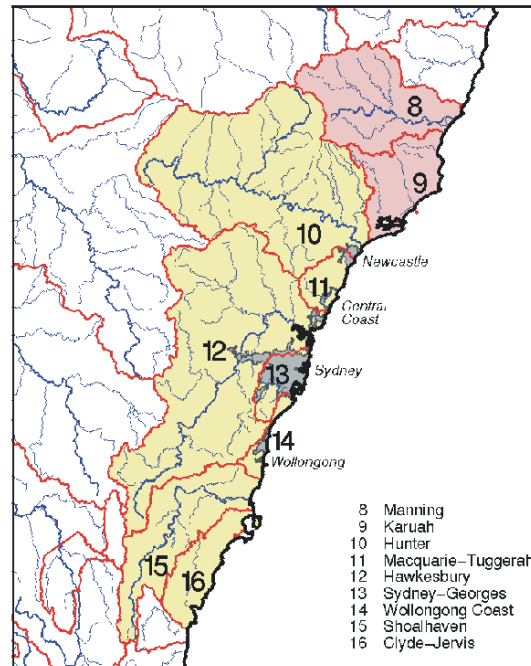 8
9
10
Newcastle
11
Central
Coast
12
13
Sydney
14
Wollongong
15
16
8 Manning
9 Karuah
10 Hunter
11 Macquarie-Tuggerah
12 Hawkesbury
13 Sydney-Georges
14 Wollongong Coast
15 Shoalhaven
16 Clyde-Jervis